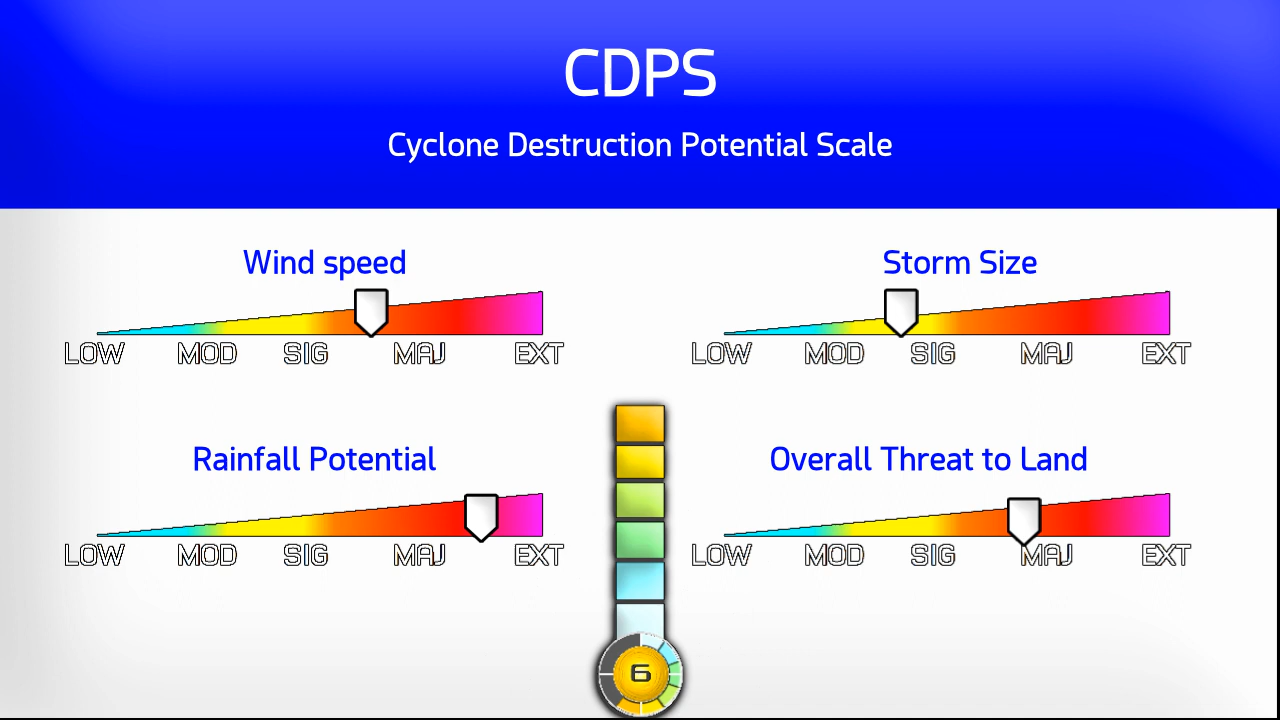 CDPS
Cyclone Destruction Potential Scale
Wind speed
LOW MOD SIG MAJ EXT
Storm Size
LOW MOD SIG MAJ EXT
Rainfall Potential
LOW MOD SIG MAJ EXT
Overall Threat to Land
LOW MOD SIG MAJ EXT
6